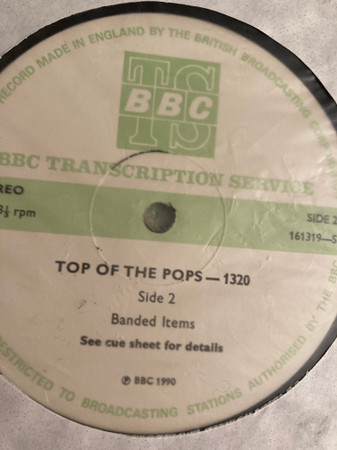 RECORD MADE IN ENGLAND BY THE BRITISH BROADCASTING
TS
BBC
BBC TRANSCRIPTION SERVICE
SIDE 2
rpm
TOP OF THE POPS — 1320
Side 2
Banded Items
See cue sheet for details
Ⓟ BBC 1990
RESTRICTED TO BROADCASTING STATIONS AUTHORISED BY THE BBC